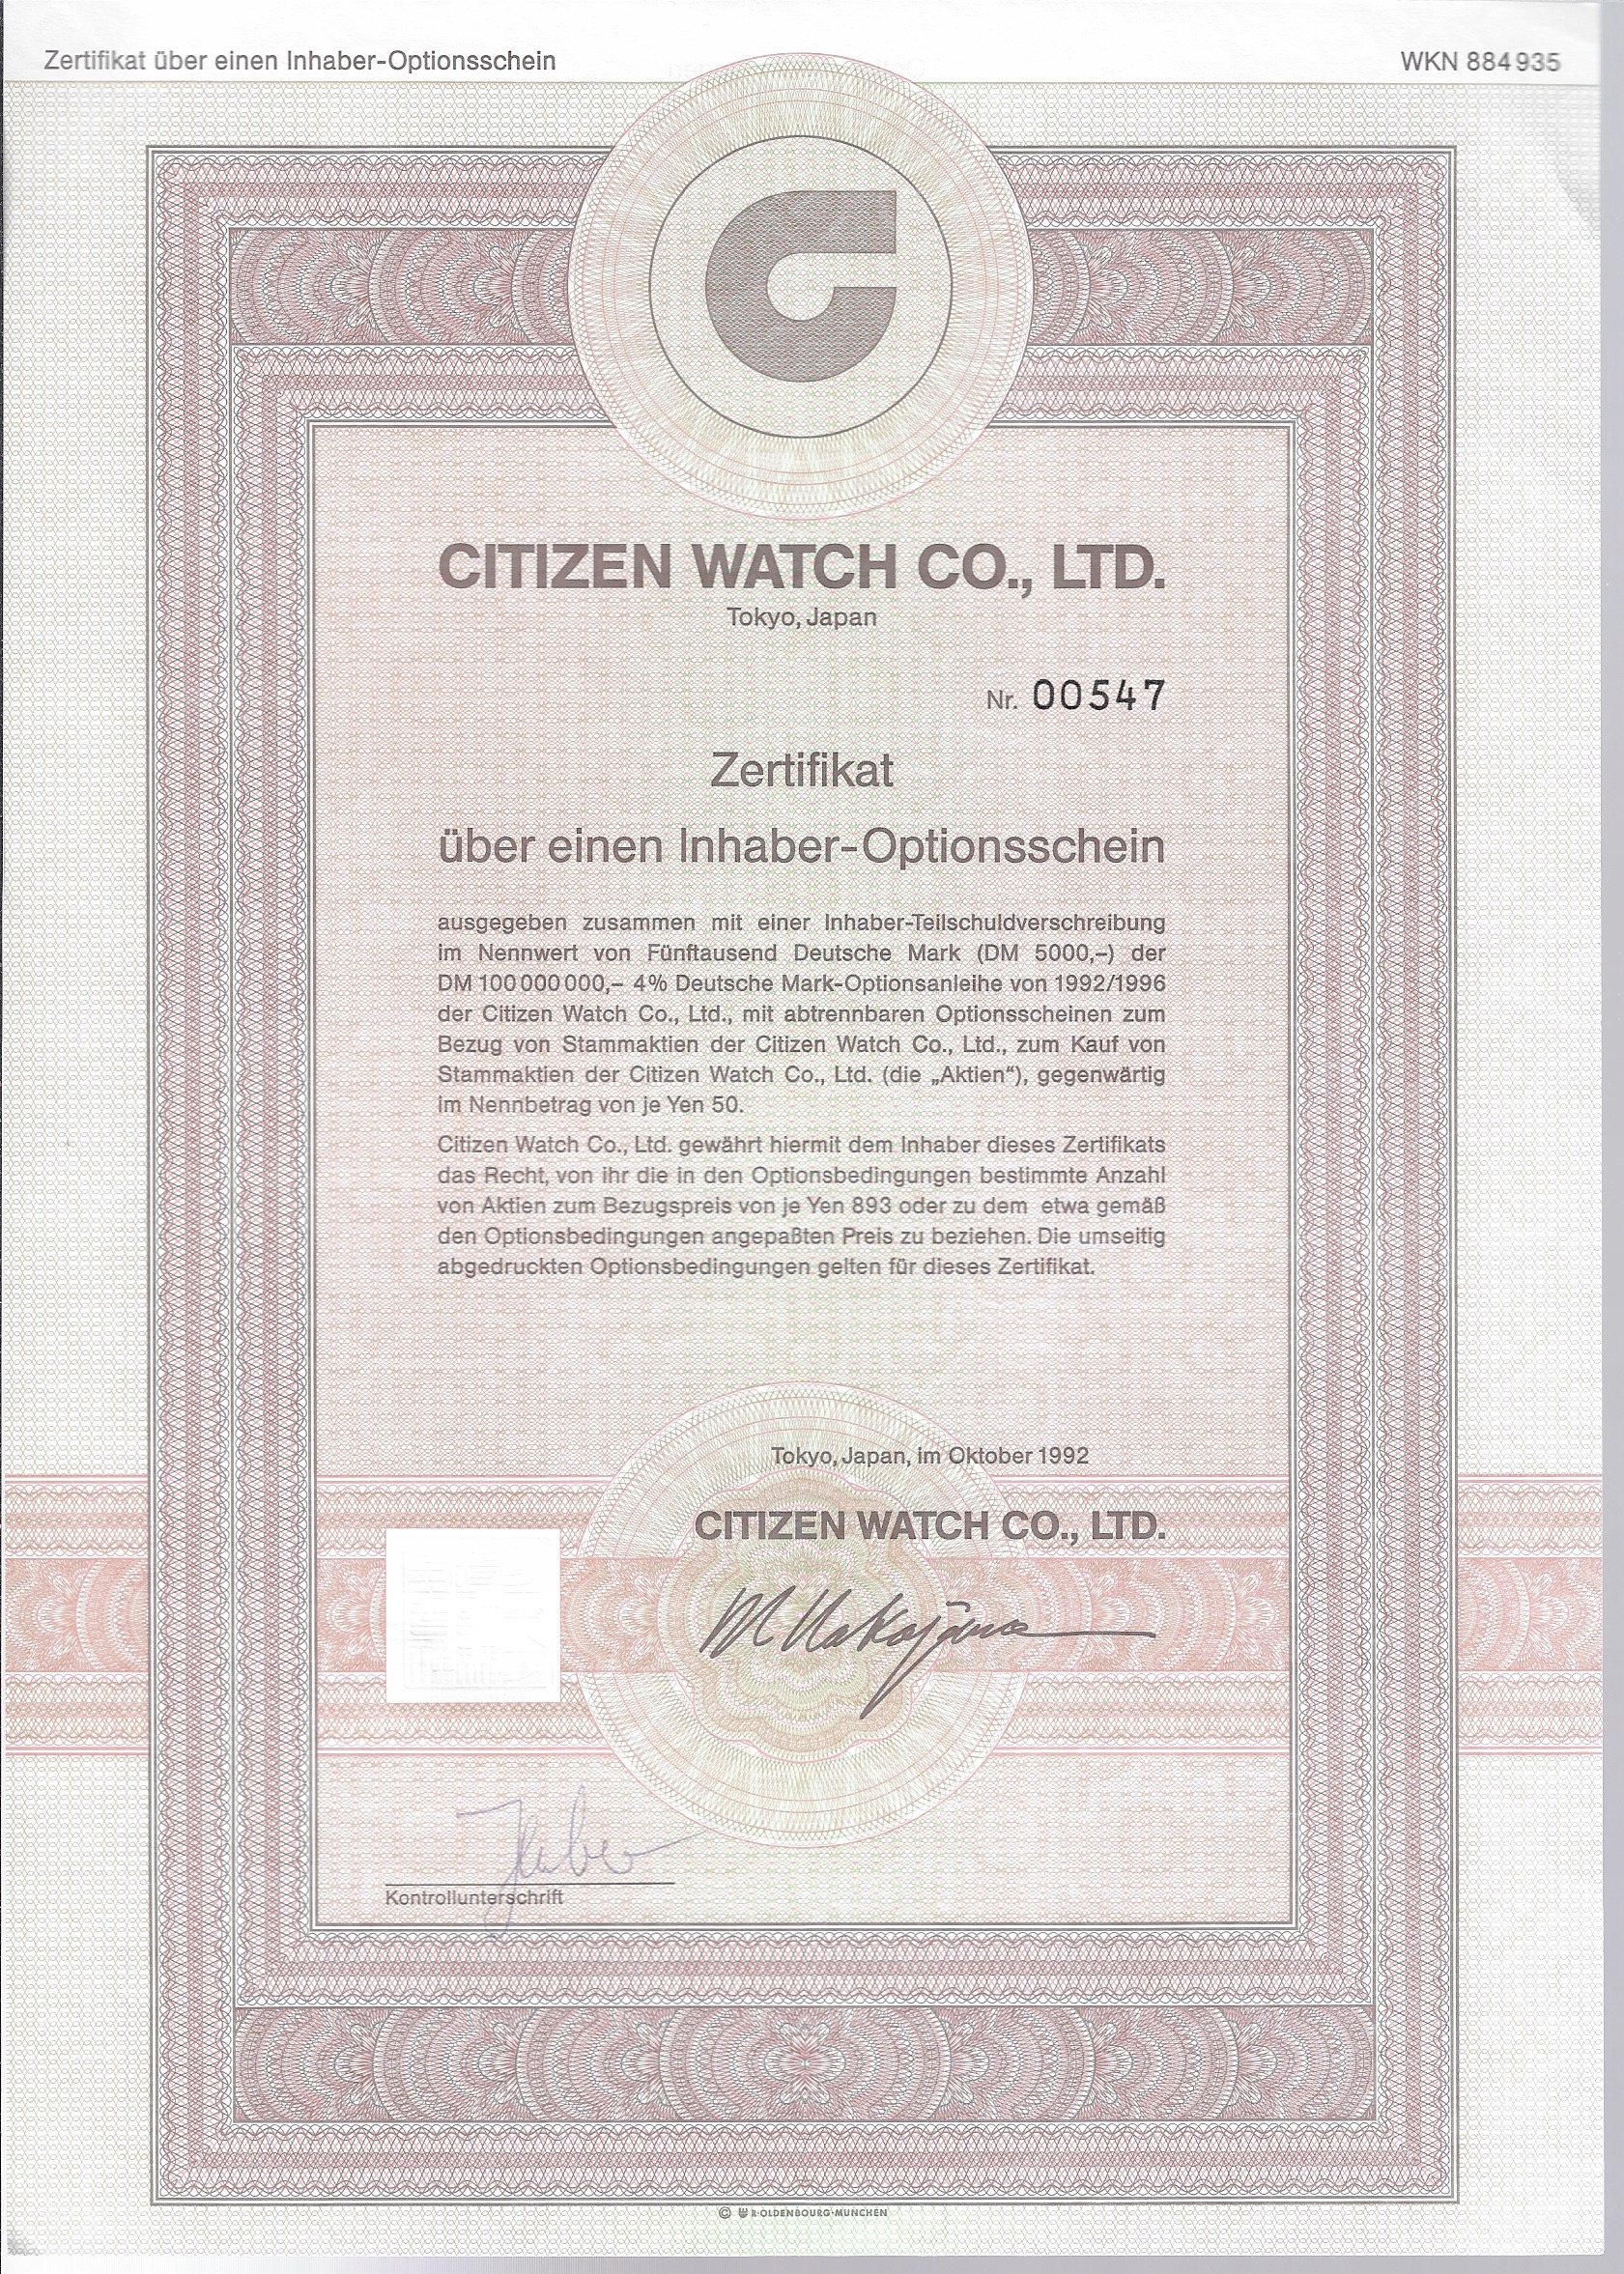 Zertifikat über einen Inhaber-Optionsschein
WKN 884935
CITIZEN WATCH CO., LTD.
Tokyo, Japan
Nr. 00547
Zertifikat
über einen Inhaber-Optionsschein
ausgegeben zusammen mit einer Inhaber-Teilschuldverschreibung
im Nennwert von Fünftausend Deutsche Mark (DM 5000,–) der
DM 100 000 000,– 4% Deutsche Mark-Optionsanleihe von 1992/1996
der Citizen Watch Co., Ltd., mit abtrennbaren Optionsscheinen zum
Bezug von Stammaktien der Citizen Watch Co., Ltd., zum Kauf von
Stammaktien der Citizen Watch Co., Ltd. (die „Aktien“), gegenwärtig
im Nennbetrag von je Yen 50.
Citizen Watch Co., Ltd. gewährt hiermit dem Inhaber dieses Zertifikats
das Recht, von ihr die in den Optionsbedingungen bestimmte Anzahl
von Aktien zum Bezugspreis von je Yen 893 oder zu dem etwa gemäß
den Optionsbedingungen angepaßten Preis zu beziehen. Die umseitig
abgedruckten Optionsbedingungen gelten für dieses Zertifikat.
Tokyo, Japan, im Oktober 1992
CITIZEN WATCH CO., LTD.
M Nakajima
Kontrollunterschrift
© R·OLDENBOURG·MÜNCHEN